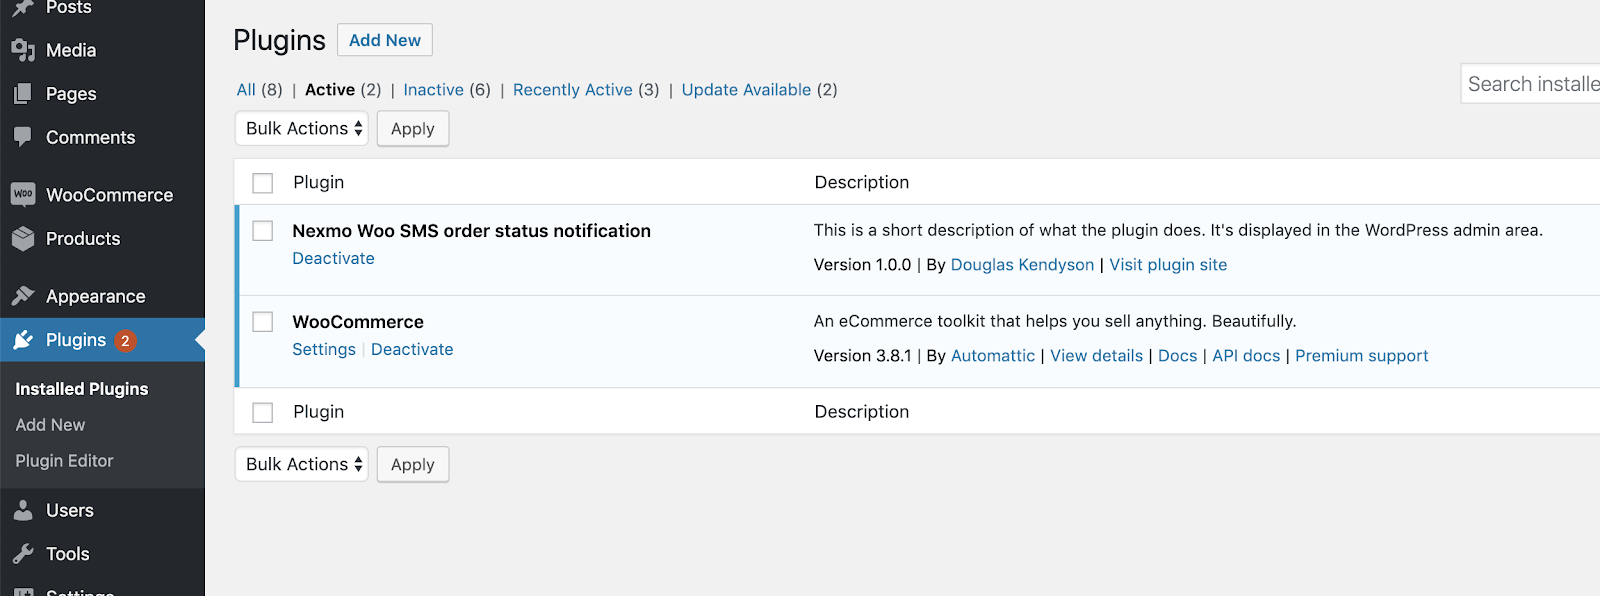 Posts
Media
Pages
Comments
Woo WooCommerce
Products
Appearance
Plugins 2
Installed Plugins
Add New
Plugin Editor
Users
Tools
Settings
Plugins Add New
All (8) | Active (2) | Inactive (6) | Recently Active (3) | Update Available (2)
Search installe
Bulk Actions Apply
Plugin Description
Nexmo Woo SMS order status notification
Deactivate
This is a short description of what the plugin does. It's displayed in the WordPress admin area.
Version 1.0.0 | By Douglas Kendyson | Visit plugin site
WooCommerce
Settings | Deactivate
An eCommerce toolkit that helps you sell anything. Beautifully.
Version 3.8.1 | By Automattic | View details | Docs | API docs | Premium support
Plugin Description
Bulk Actions Apply